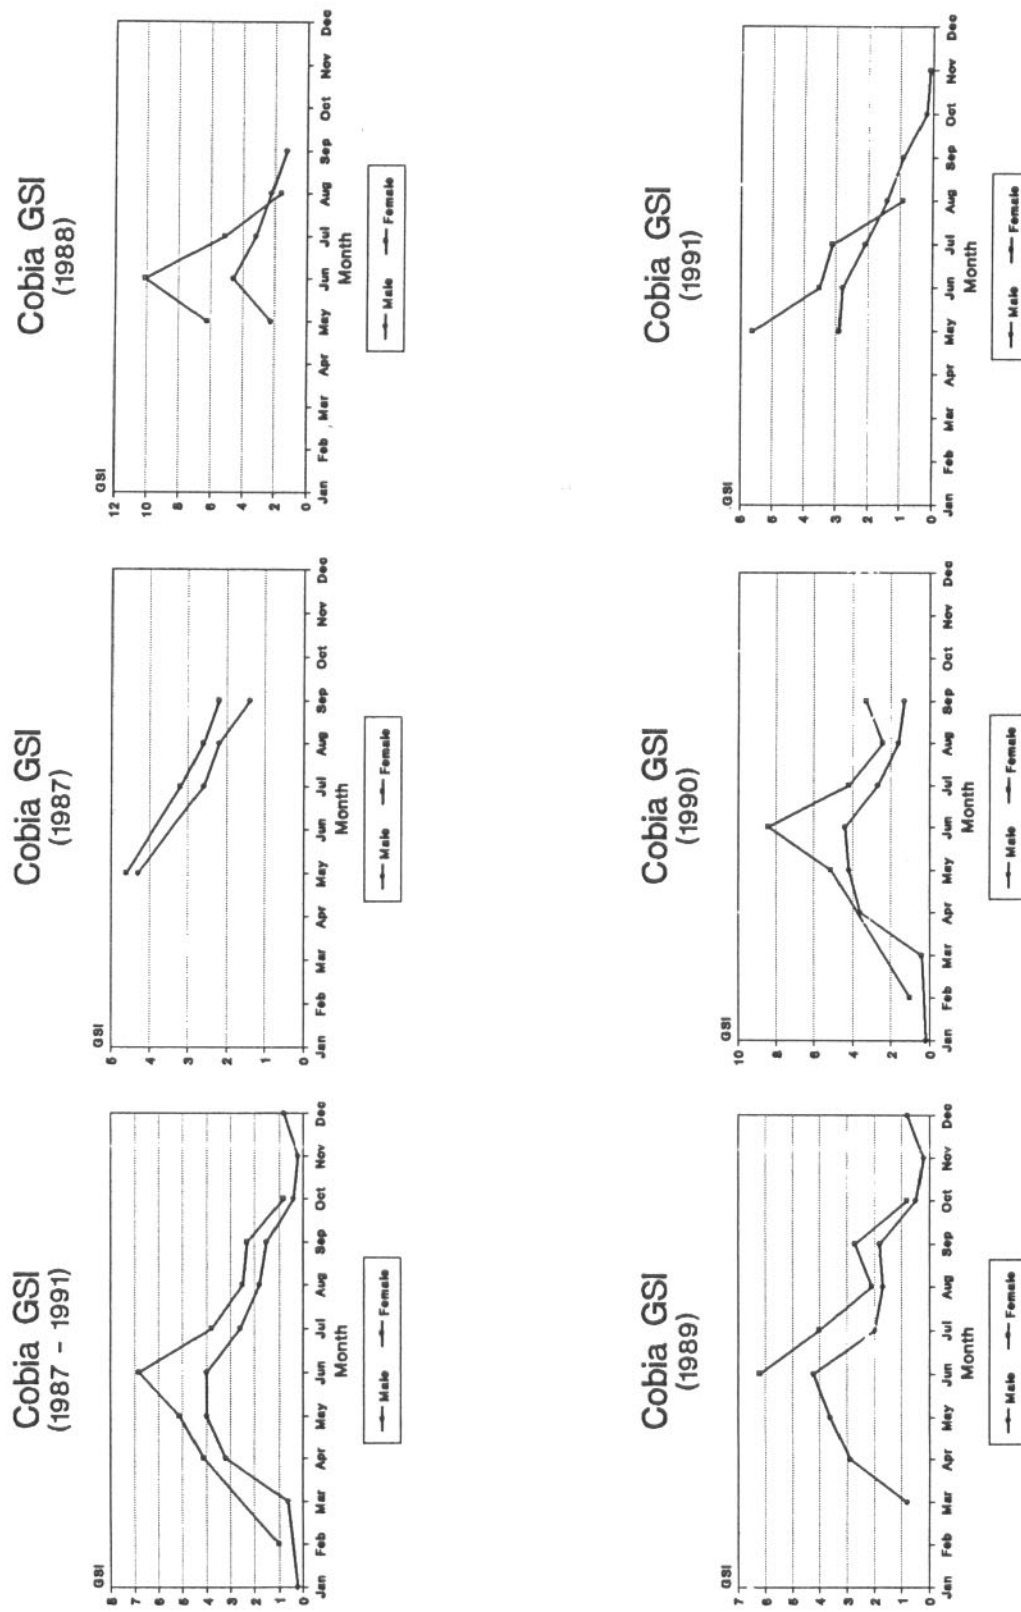 Cobia GSI
(1987 - 1991)
GSI
8
7
6
5
4
3
2
1
0
Jan Feb Mar Apr May Jun Jul Aug Sep Oct Nov Dec
Month
Male Female
Cobia GSI
(1987)
GSI
5
4
3
2
1
0
Jan Feb Mar Apr May Jun Jul Aug Sep Oct Nov Dec
Month
Male Female
Cobia GSI
(1988)
GSI
12
10
8
6
4
2
0
Jan Feb Mar Apr May Jun Jul Aug Sep Oct Nov Dec
Month
Male Female
Cobia GSI
(1989)
GSI
7
6
5
4
3
2
1
0
Jan Feb Mar Apr May Jun Jul Aug Sep Oct Nov Dec
Month
Male Female
Cobia GSI
(1990)
GSI
10
8
6
4
2
0
Jan Feb Mar Apr May Jun Jul Aug Sep Oct Nov Dec
Month
Male Female
Cobia GSI
(1991)
GSI
6
5
4
3
2
1
0
Jan Feb Mar Apr May Jun Jul Aug Sep Oct Nov Dec
Month
Male Female